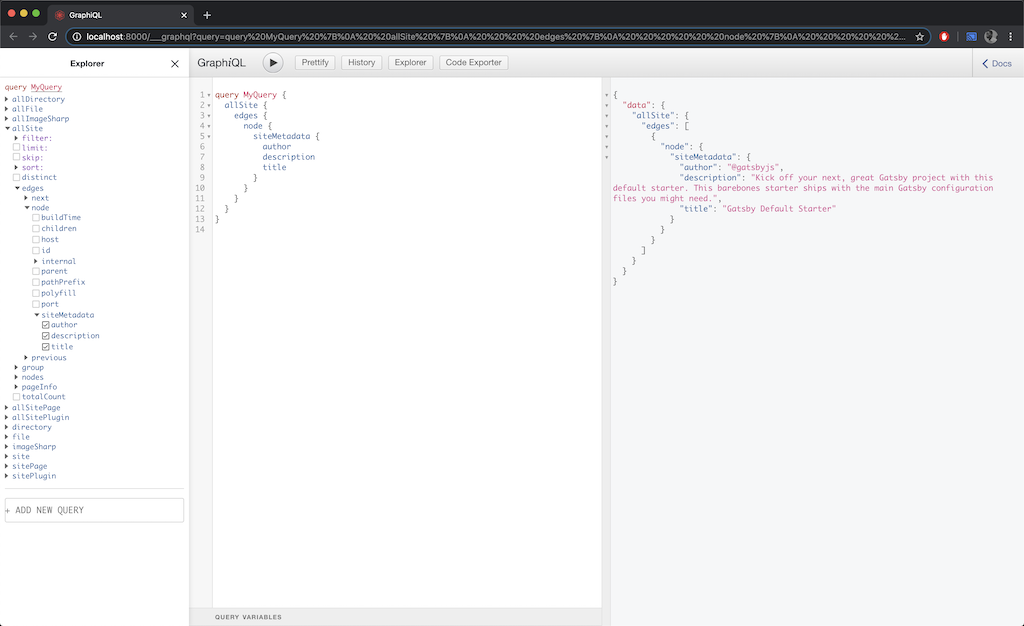 GraphiQL
localhost:8000/___graphql?query=query%20MyQuery%20%7B%0A%20%20allSite%20%7B%0A%20%20%20%20edges%20%7B%0A%20%20%20%20%20%20node%20%7B%0A%20%20%20%20%20%20%20%20%2...
Explorer
GraphiQL
Prettify
History
Explorer
Code Exporter
Docs
query MyQuery
allDirectory
allFile
allImageSharp
allSite
filter:
limit:
skip:
sort:
distinct
edges
next
node
buildTime
children
host
id
internal
parent
pathPrefix
polyfill
port
siteMetadata
author
description
title
previous
group
nodes
pageInfo
totalCount
allSitePage
allSitePlugin
directory
file
imageSharp
site
sitePage
sitePlugin
+ ADD NEW QUERY
1 query MyQuery {
2 allSite {
3 edges {
4 node {
5 siteMetadata {
6 author
7 description
8 title
9 }
10 }
11 }
12 }
13 }
14
QUERY VARIABLES
{
"data": {
"allSite": {
"edges": [
{
"node": {
"siteMetadata": {
"author": "@gatsbyjs",
"description": "Kick off your next, great Gatsby project with this
default starter. This barebones starter ships with the main Gatsby configuration
files you might need.",
"title": "Gatsby Default Starter"
}
}
}
]
}
}
}